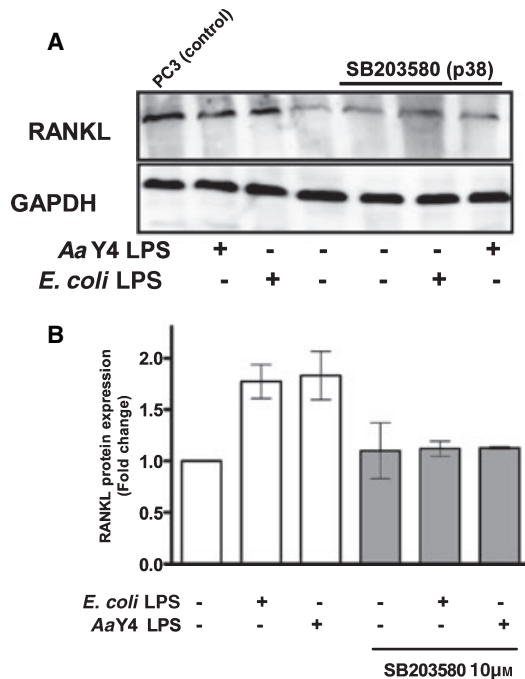 A
PC3 (control)
SB203580 (p38)
RANKL
GAPDH
Aa Y4 LPS + - - - - +
E. coli LPS - + - - + -
B
RANKL protein expression
(Fold change)
2.0
1.5
1.0
0.5
0.0
E. coli LPS - + - - + -
AaY4 LPS - - + - - +
SB203580 10µM